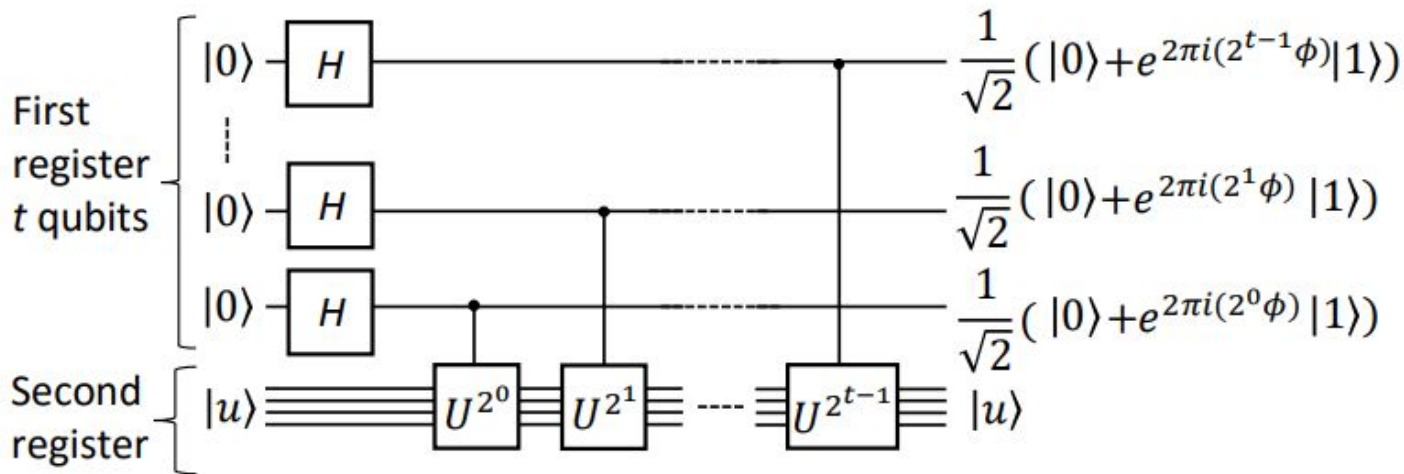 First
register
t qubits
|0⟩ H 1/√2 ( |0⟩+e^{2πi(2^{t−1}ϕ)}|1⟩)
|0⟩ H 1/√2 ( |0⟩+e^{2πi(2^1ϕ)} |1⟩)
|0⟩ H 1/√2 ( |0⟩+e^{2πi(2^0ϕ)} |1⟩)
Second
register
|u⟩ U^{2^0} U^{2^1} U^{2^{t−1}} |u⟩